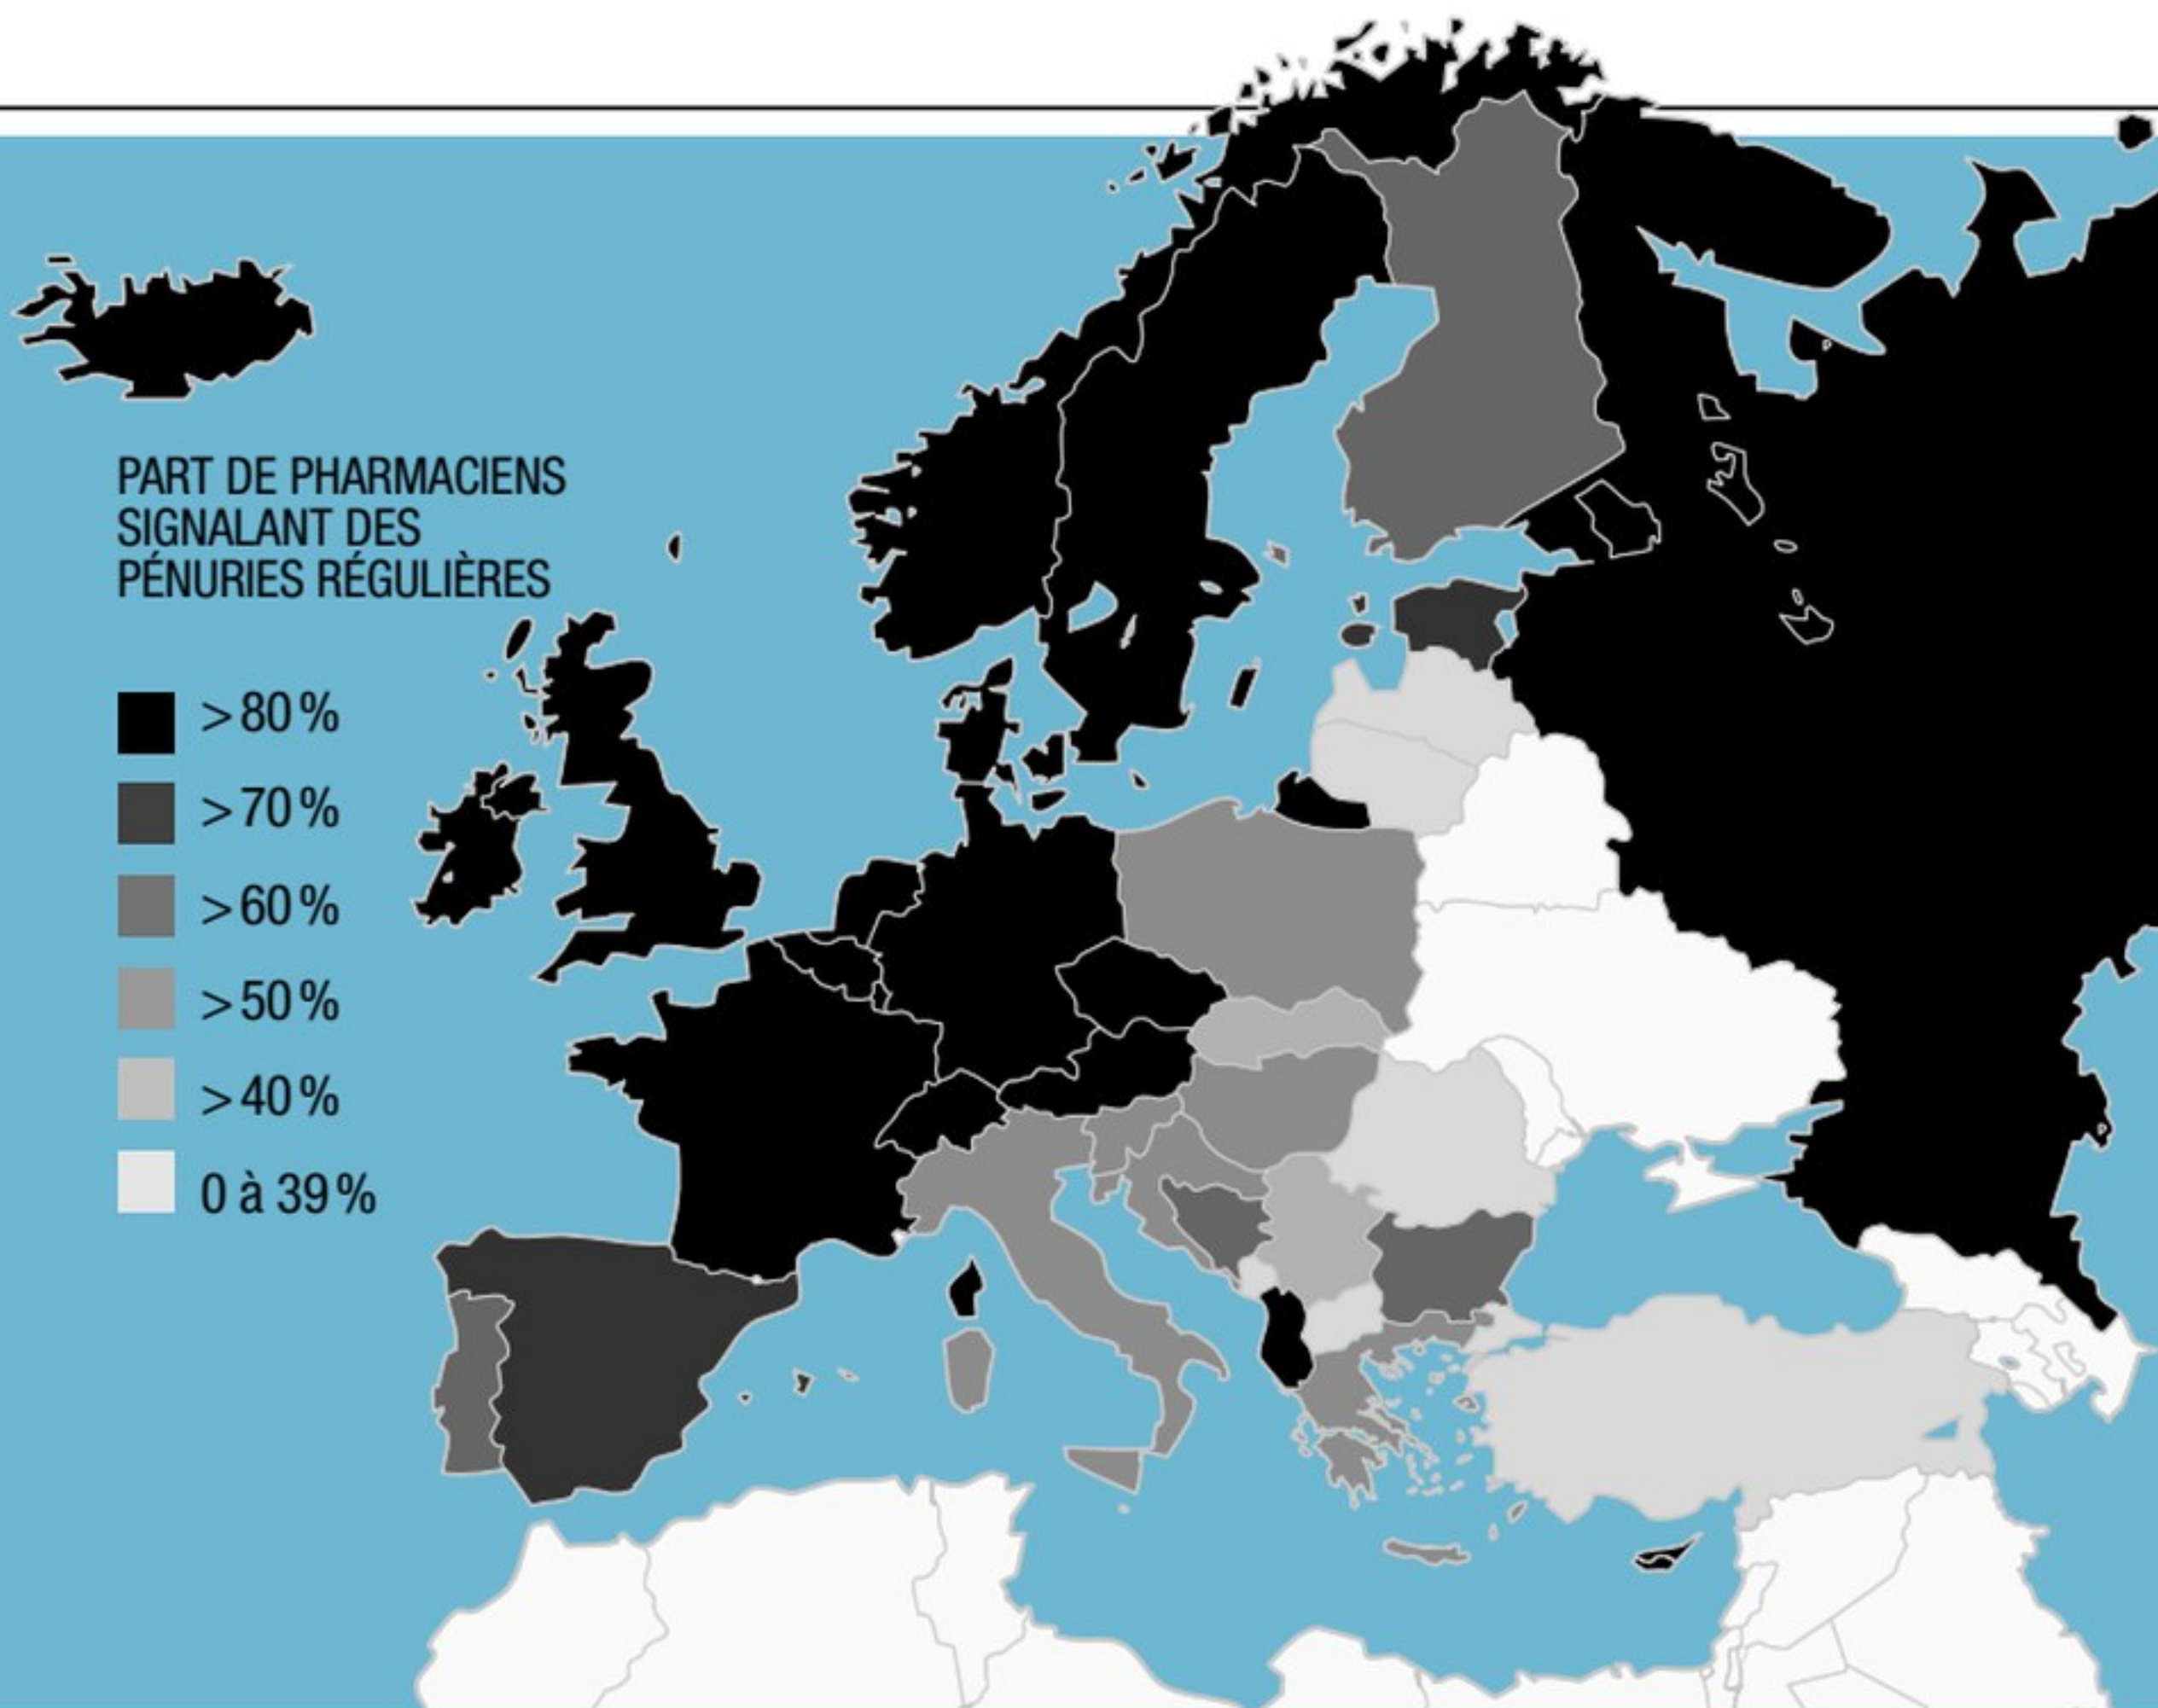 PART DE PHARMACIENS
SIGNALANT DES
PÉNURIES RÉGULIÈRES
>80%
>70%
>60%
>50%
>40%
0 à 39%